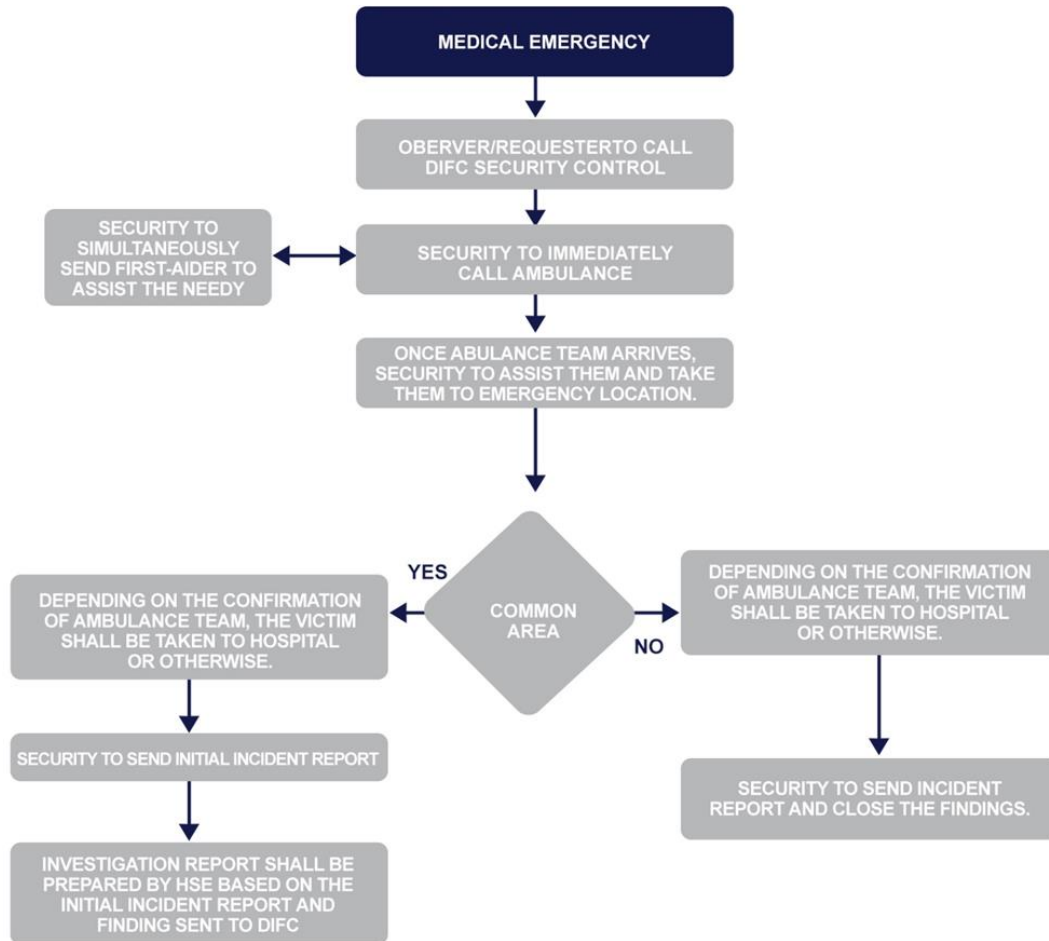 MEDICAL EMERGENCY
OBERVER/REQUESTERTO CALL
DIFC SECURITY CONTROL
SECURITY TO
SIMULTANEOUSLY
SEND FIRST-AIDER TO
ASSIST THE NEEDY
SECURITY TO IMMEDIATELY
CALL AMBULANCE
ONCE ABULANCE TEAM ARRIVES,
SECURITY TO ASSIST THEM AND TAKE
THEM TO EMERGENCY LOCATION.
COMMON
AREA
YES
DEPENDING ON THE CONFIRMATION
OF AMBULANCE TEAM, THE VICTIM
SHALL BE TAKEN TO HOSPITAL
OR OTHERWISE.
SECURITY TO SEND INITIAL INCIDENT REPORT
INVESTIGATION REPORT SHALL BE
PREPARED BY HSE BASED ON THE
INITIAL INCIDENT REPORT AND
FINDING SENT TO DIFC
NO
DEPENDING ON THE CONFIRMATION
OF AMBULANCE TEAM, THE VICTIM
SHALL BE TAKEN TO HOSPITAL
OR OTHERWISE.
SECURITY TO SEND INCIDENT
REPORT AND CLOSE THE FINDINGS.